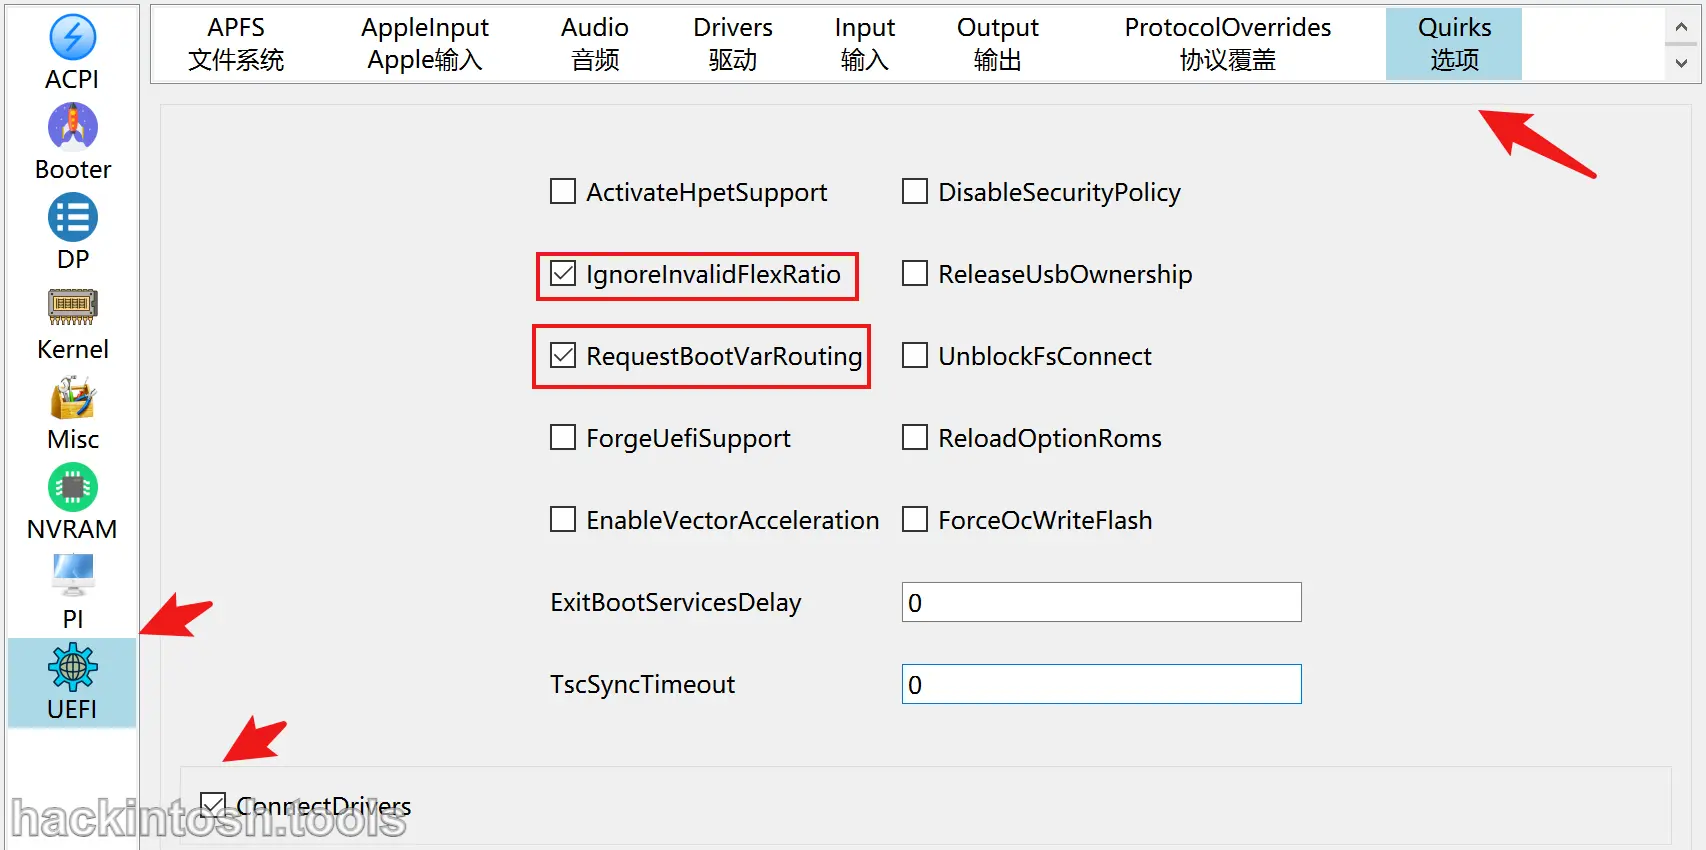 APFS
文件系统
AppleInput
Apple输入
Audio
音频
Drivers
驱动
Input
输入
Output
输出
ProtocolOverrides
协议覆盖
Quirks
选项
ACPI
Booter
DP
Kernel
Misc
NVRAM
PI
UEFI
ActivateHpetSupport
DisableSecurityPolicy
IgnoreInvalidFlexRatio
ReleaseUsbOwnership
RequestBootVarRouting
UnblockFsConnect
ForgeUefiSupport
ReloadOptionRoms
EnableVectorAcceleration
ForceOcWriteFlash
ExitBootServicesDelay
0
TscSyncTimeout
0
ConnectDrivers
hackintosh.tools